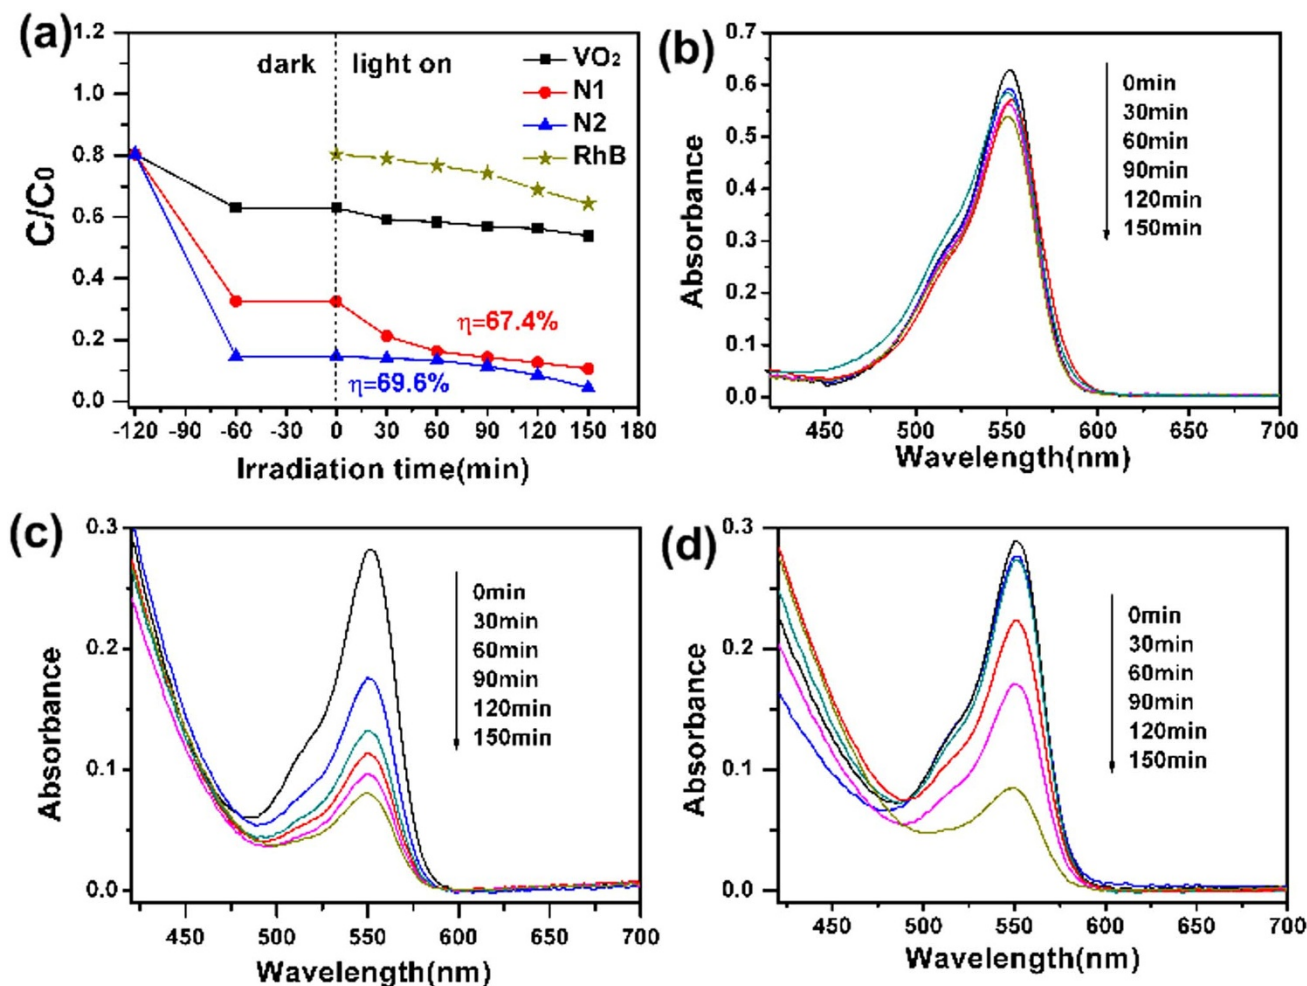 (a)
1.2
1.0
0.8
0.6
0.4
0.2
0.0
C/C₀
dark
light on
VO₂
N1
N2
RhB
η=67.4%
η=69.6%
-120 -90 -60 -30 0 30 60 90 120 150 180
Irradiation time(min)
(b)
0.7
0.6
0.5
0.4
0.3
0.2
0.1
0.0
Absorbance
0min
30min
60min
90min
120min
150min
450 500 550 600 650 700
Wavelength(nm)
(c)
0.3
0.2
0.1
0.0
Absorbance
0min
30min
60min
90min
120min
150min
450 500 550 600 650 700
Wavelength(nm)
(d)
0.3
0.2
0.1
0.0
Absorbance
0min
30min
60min
90min
120min
150min
450 500 550 600 650 700
Wavelength(nm)